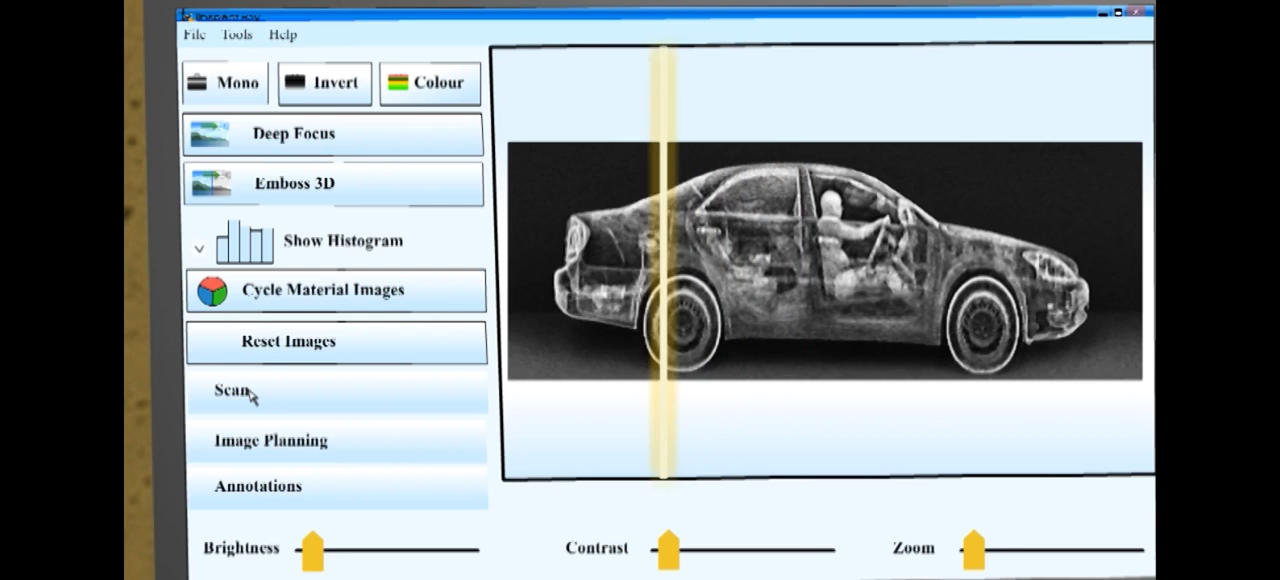 File Tools Help
Mono Invert Colour
Deep Focus
Emboss 3D
Show Histogram
Cycle Material Images
Reset Images
Scan
Image Planning
Annotations
Brightness Contrast Zoom